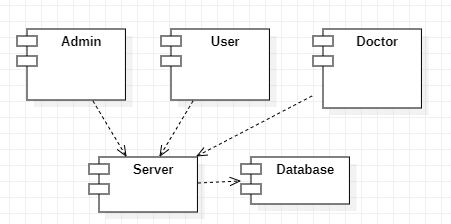 Admin
User
Doctor
Server
Database